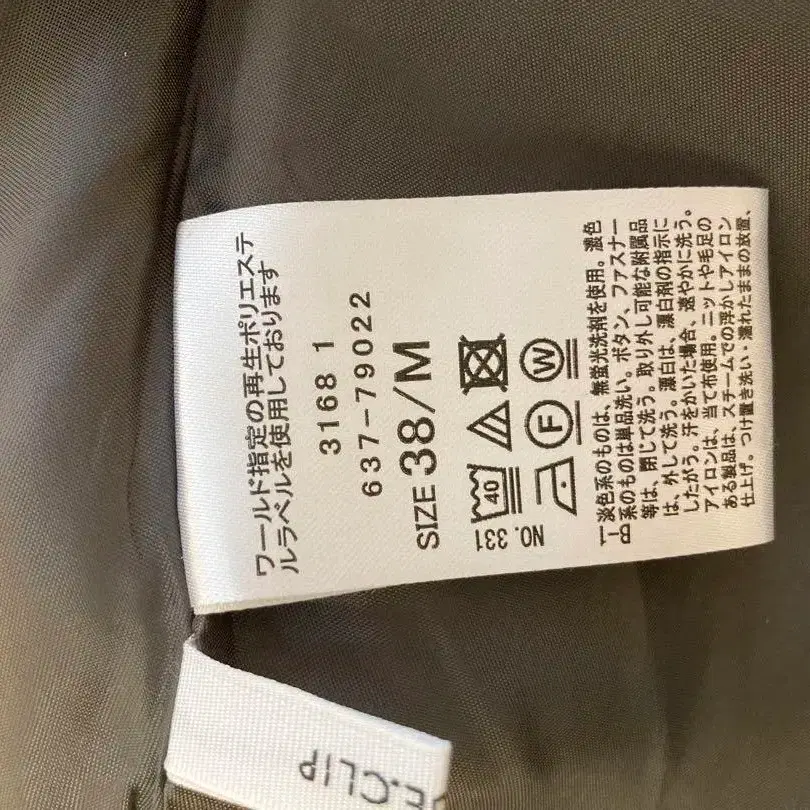 ワールド指定の再生ポリエステ
ルラベルを使用しております
3168 1
637-79022
SIZE 38/M
40
F
W
NO. 331
淡色系のものは、無蛍光洗剤を使用。濃色
系のものは単品洗い。ボタン、ファスナー
等は、閉じて洗う。取り外し可能な附属品
は、外して洗う。漂白は、漂白剤の指示に
したがう。汗をかいた場合、速やかに洗う。
アイロンは、当て布使用。ニットや毛足の
ある製品は、スチームでの浮かしアイロン
仕上げ。つけ置き洗い・濡れたままの放置、
E.CLIP